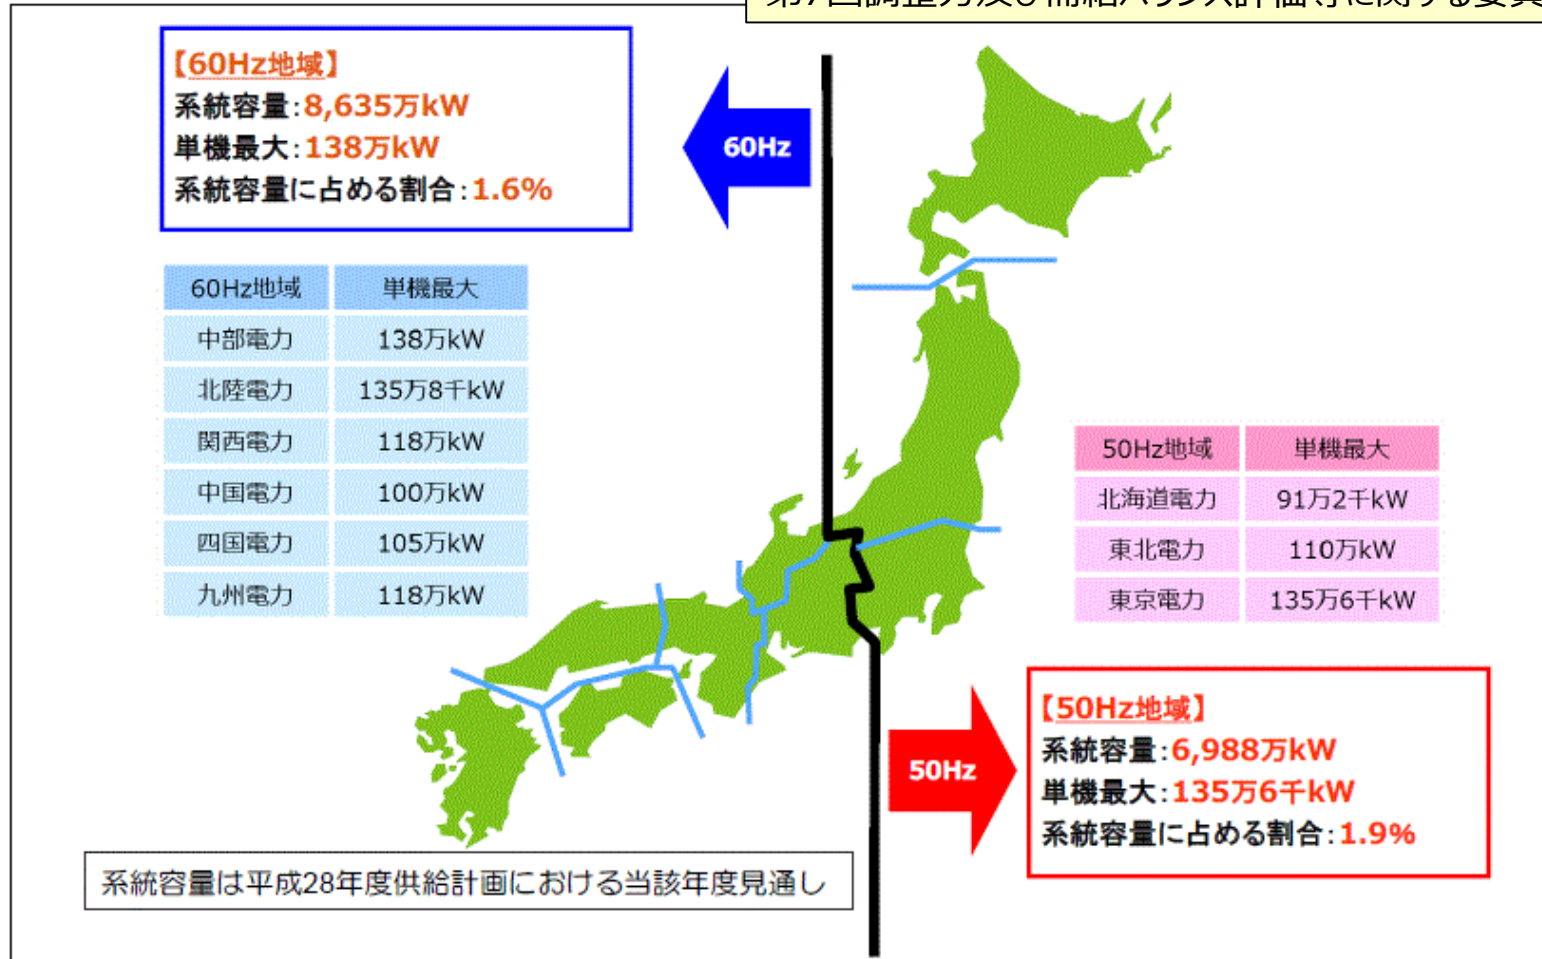 【60Hz地域】
系統容量:8,635万kW
単機最大:138万kW
系統容量に占める割合:1.6%
60Hz
60Hz地域 単機最大
中部電力 138万kW
北陸電力 135万8千kW
関西電力 118万kW
中国電力 100万kW
四国電力 105万kW
九州電力 118万kW
50Hz地域 単機最大
北海道電力 91万2千kW
東北電力 110万kW
東京電力 135万6千kW
50Hz
【50Hz地域】
系統容量:6,988万kW
単機最大:135万6千kW
系統容量に占める割合:1.9%
系統容量は平成28年度供給計画における当該年度見通し